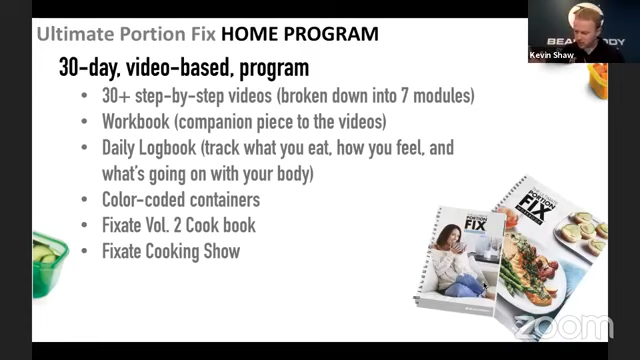 Ultimate Portion Fix HOME PROGRAM
30-day, video-based, program
• 30+ step-by-step videos (broken down into 7 modules)
• Workbook (companion piece to the videos)
• Daily Logbook (track what you eat, how you feel, and
what's going on with your body)
• Color-coded containers
• Fixate Vol. 2 Cook book
• Fixate Cooking Show
Kevin Shaw
PORTION
FIX
PORTION
FIX
zoom